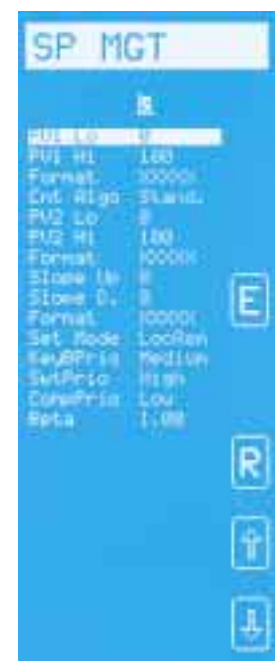 SP MGT
PV1 Lo 0
PV1 Hi 100
Format XXXXX
Cnt Algo Stand.
PV2 Lo 0
PV2 Hi 100
Format XXXXX
Slope Up 0
Slope D. 0
Format XXXXX
Set Mode LocRem
KeyBPrio Medium
SwtPrio High
CompPrio Low
Beta 1.00
E
R
⇧
⇩